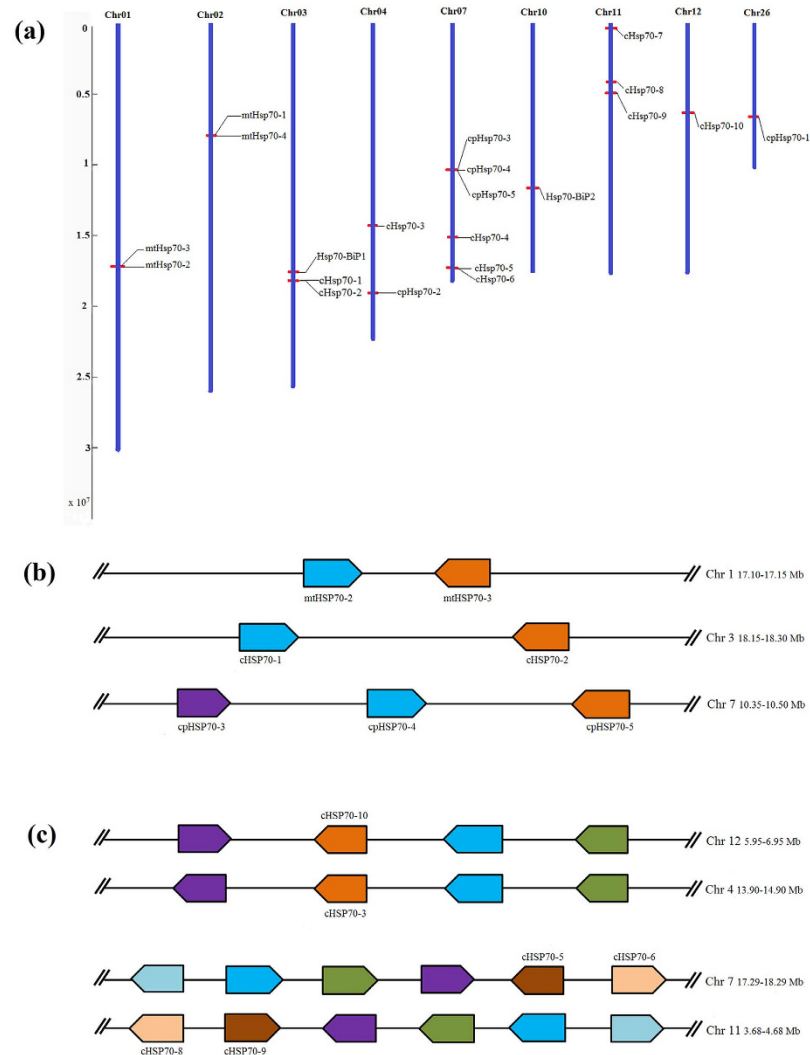 (a)
Chr01 Chr02 Chr03 Chr04 Chr07 Chr10 Chr11 Chr12 Chr26
0
0.5
1
1.5
2
2.5
3
x 10⁷
mtHsp70-3
mtHsp70-2
mtHsp70-1
mtHsp70-4
Hsp70-BiP1
cHsp70-1
cHsp70-2
cHsp70-3
cpHsp70-2
cpHsp70-3
cpHsp70-4
cpHsp70-5
cHsp70-4
cHsp70-5
cHsp70-6
Hsp70-BiP2
cHsp70-7
cHsp70-8
cHsp70-9
cHsp70-10
cpHsp70-1
(b)
Chr 1 17.10-17.15 Mb
mtHSP70-2 mtHSP70-3
Chr 3 18.15-18.30 Mb
cHSP70-1 cHSP70-2
Chr 7 10.35-10.50 Mb
cpHSP70-3 cpHSP70-4 cpHSP70-5
(c)
cHSP70-10
Chr 12 5.95-6.95 Mb
Chr 4 13.90-14.90 Mb
cHSP70-3
cHSP70-5 cHSP70-6
Chr 7 17.29-18.29 Mb
Chr 11 3.68-4.68 Mb
cHSP70-8 cHSP70-9